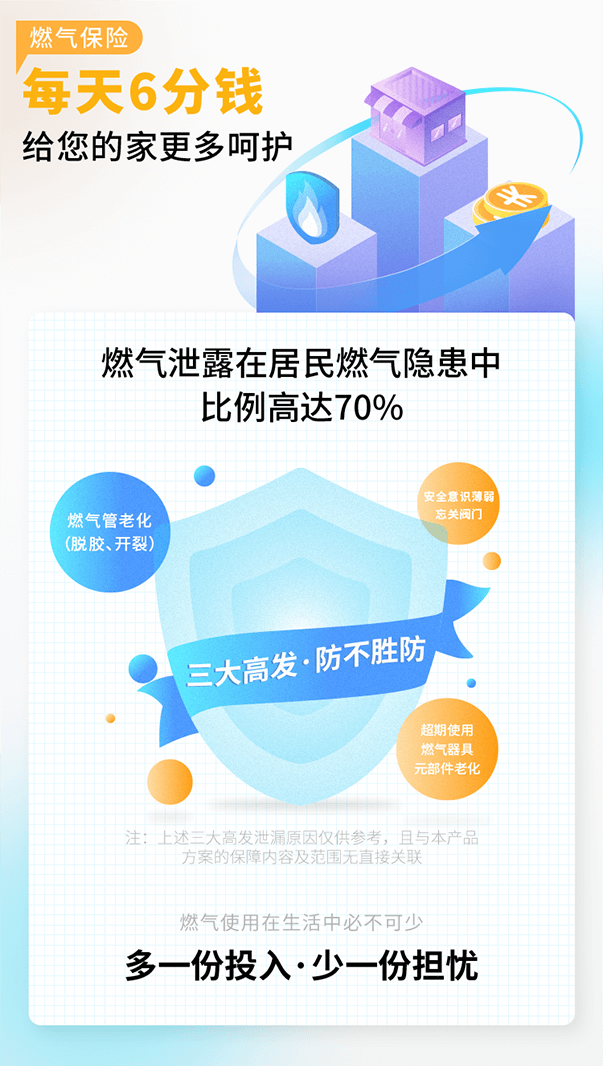 燃气保险
每天6分钱
给您的家更多呵护
燃气泄露在居民燃气隐患中
比例高达70%
燃气管老化
(脱胶、开裂)
安全意识薄弱
忘关阀门
三大高发·防不胜防
超期使用
燃气器具
元部件老化
注：上述三大高发泄漏原因仅供参考，且与本产品
方案的保障内容及范围无直接关联
燃气使用在生活中必不可少
多一份投入·少一份担忧